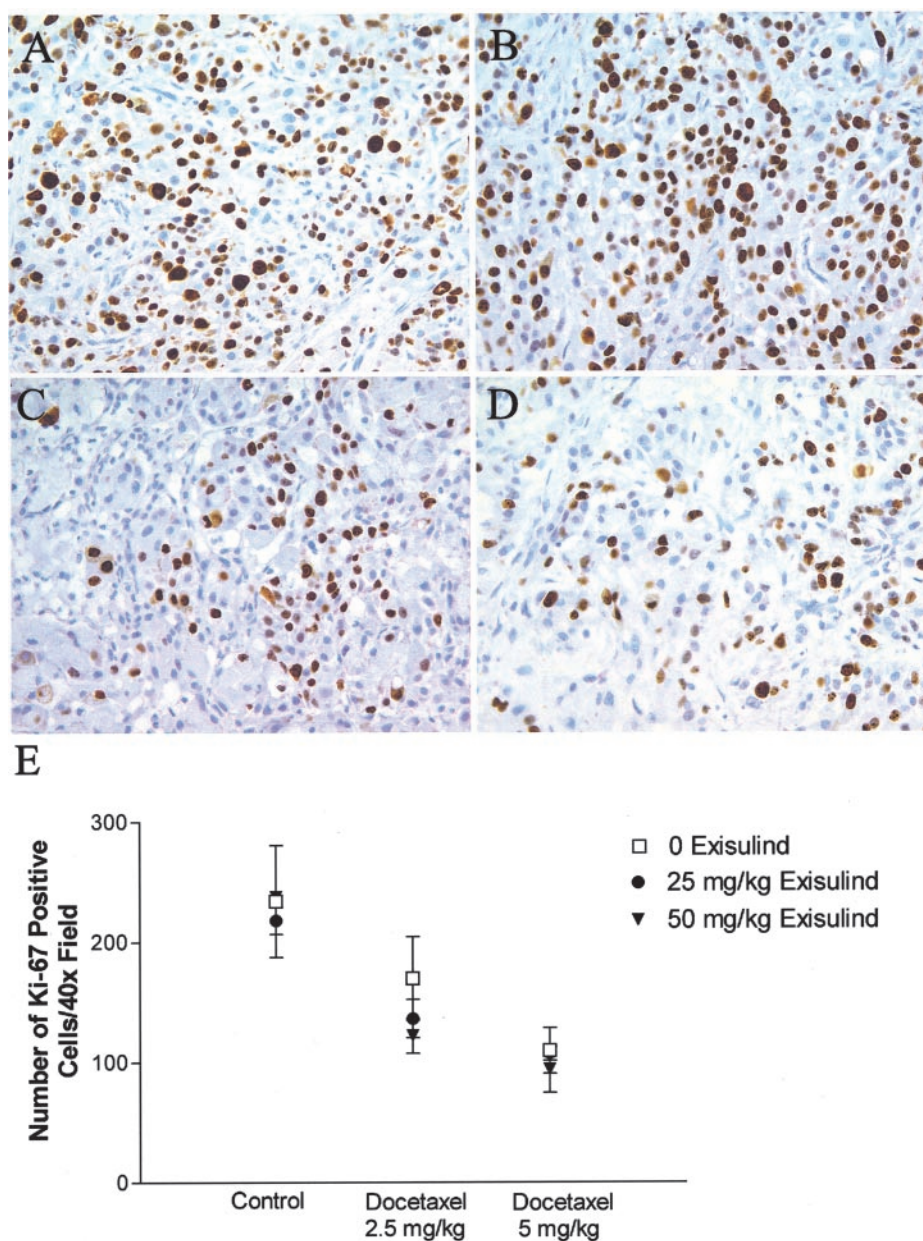 A
B
C
D
E
300
200
100
0
Number of Ki-67 Positive
Cells/40x Field
Control
Docetaxel
2.5 mg/kg
Docetaxel
5 mg/kg
0 Exisulind
25 mg/kg Exisulind
50 mg/kg Exisulind